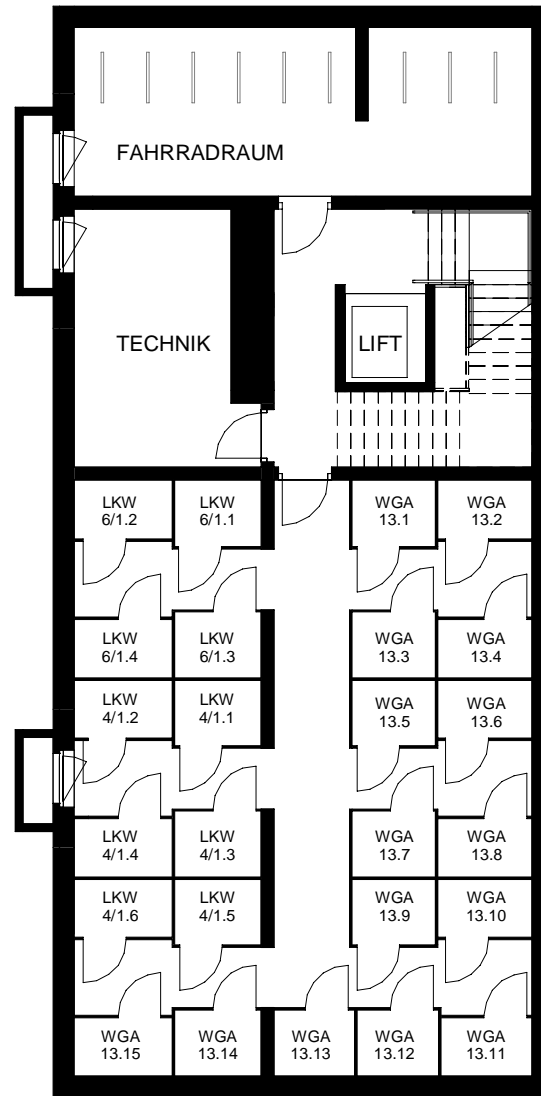 FAHRRADRAUM
TECHNIK
LIFT
LKW
6/1.2
LKW
6/1.1
WGA
13.1
WGA
13.2
LKW
6/1.4
LKW
6/1.3
WGA
13.3
WGA
13.4
LKW
4/1.2
LKW
4/1.1
WGA
13.5
WGA
13.6
LKW
4/1.4
LKW
4/1.3
WGA
13.7
WGA
13.8
LKW
4/1.6
LKW
4/1.5
WGA
13.9
WGA
13.10
WGA
13.15
WGA
13.14
WGA
13.13
WGA
13.12
WGA
13.11